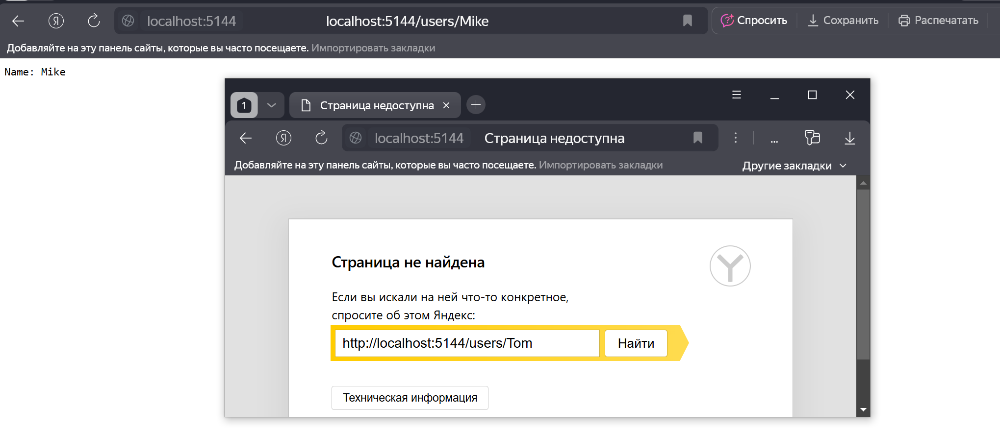 localhost:5144 localhost:5144/users/Mike Спросить Сохранить Распечатать
Добавляйте на эту панель сайты, которые вы часто посещаете. Импортировать закладки
Name: Mike
1 Страница недоступна
localhost:5144 Страница недоступна
Добавляйте на эту панель сайты, которые вы часто посещаете. Импортировать закладки Другие закладки
Страница не найдена
Если вы искали на ней что-то конкретное,
спросите об этом Яндекс:
http://localhost:5144/users/Tom Найти
Техническая информация